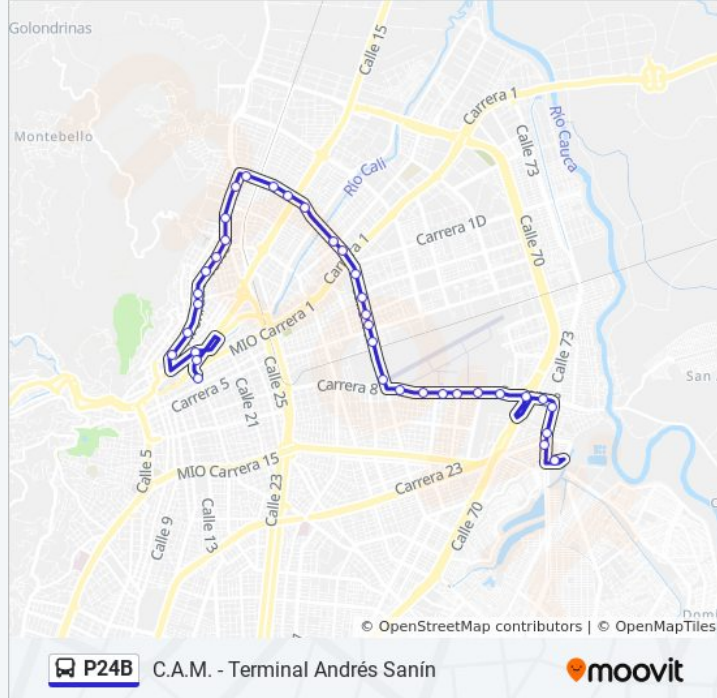 Golondrinas
Calle 15
Carrera 1
Río Cauca
Calle 73
Montebello
Río Cali
Carrera 1D
Calle 70
Carrera 1
MIO Carrera 1
Calle 73
Calle 25
Carrera 8
San
Carrera 5
Calle 21
Calle 5
MIO Carrera 15
Carrera 23
Calle 23
Calle 13
Calle 9
Calle 70
© OpenStreetMap contributors | © OpenMapTiles
P24B C.A.M. - Terminal Andrés Sanín moovit